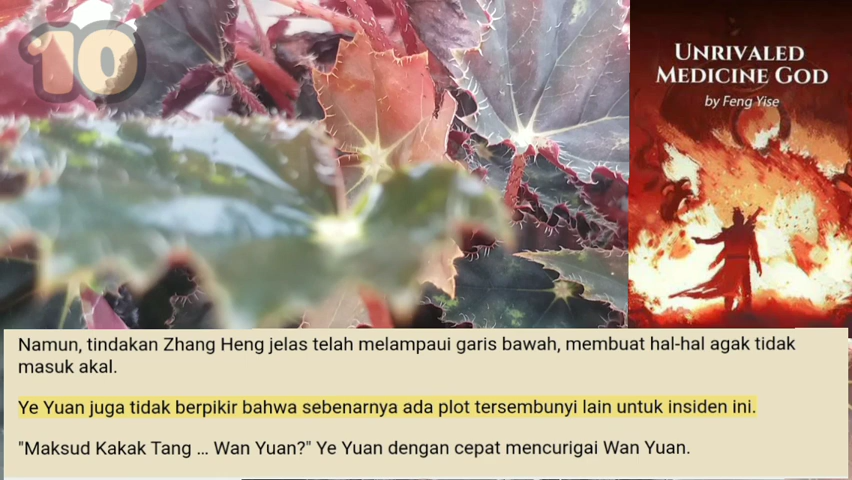 10
UNRIVALED
MEDICINE GOD
by Feng Yise
Namun, tindakan Zhang Heng jelas telah melampaui garis bawah, membuat hal-hal agak tidak
masuk akal.
Ye Yuan juga tidak berpikir bahwa sebenarnya ada plot tersembunyi lain untuk insiden ini.
"Maksud Kakak Tang ... Wan Yuan?" Ye Yuan dengan cepat mencurigai Wan Yuan.